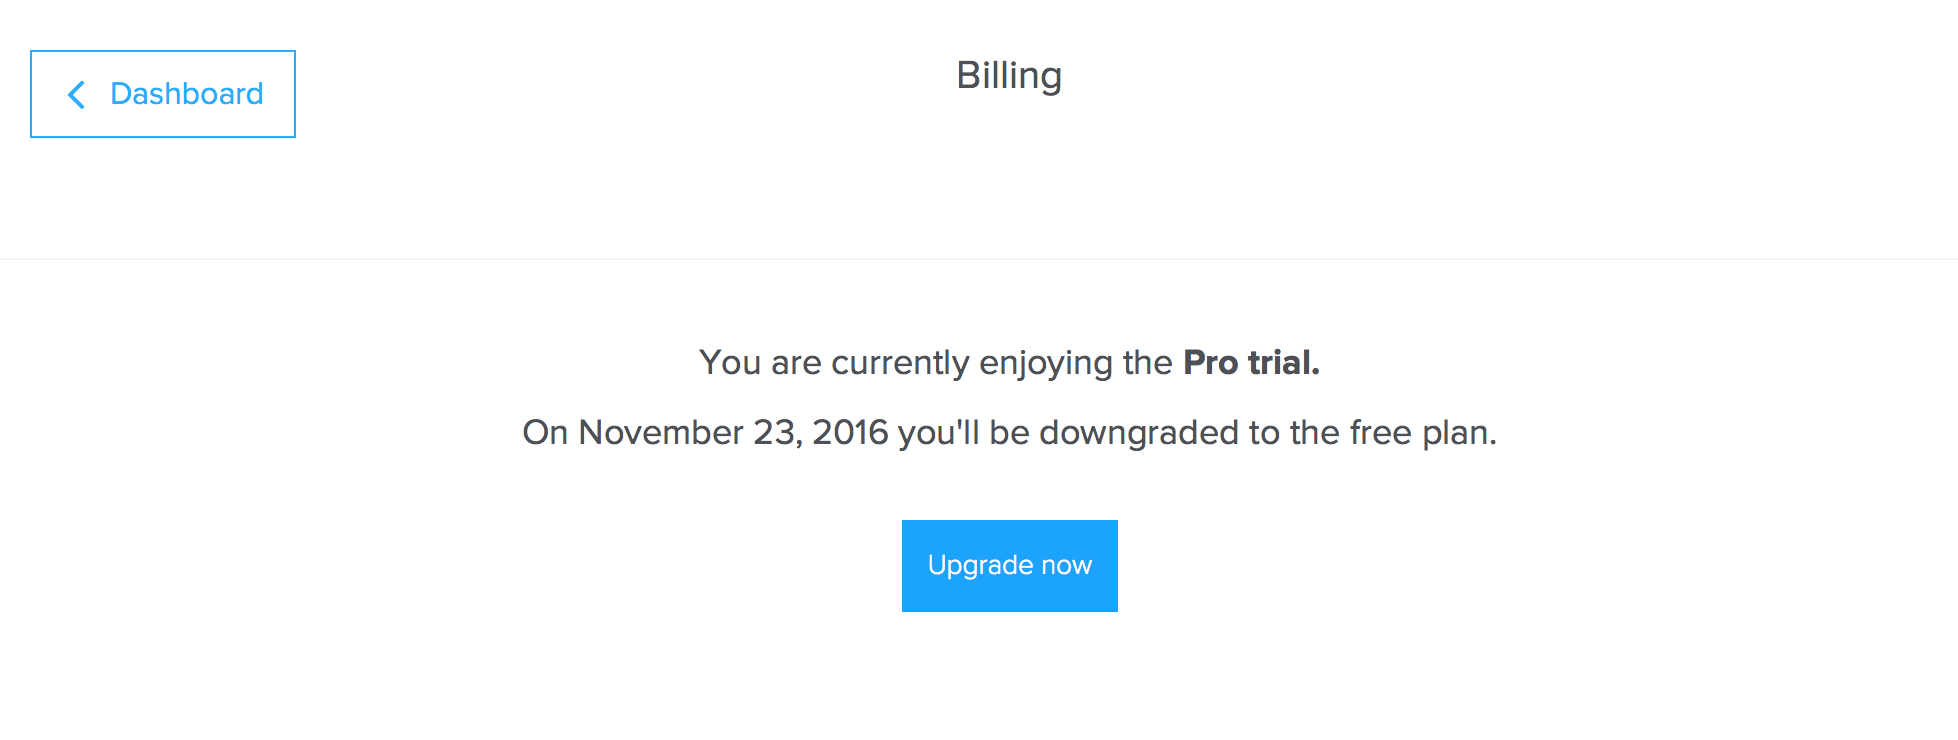 Dashboard
Billing
You are currently enjoying the Pro trial.
On November 23, 2016 you'll be downgraded to the free plan.
Upgrade now